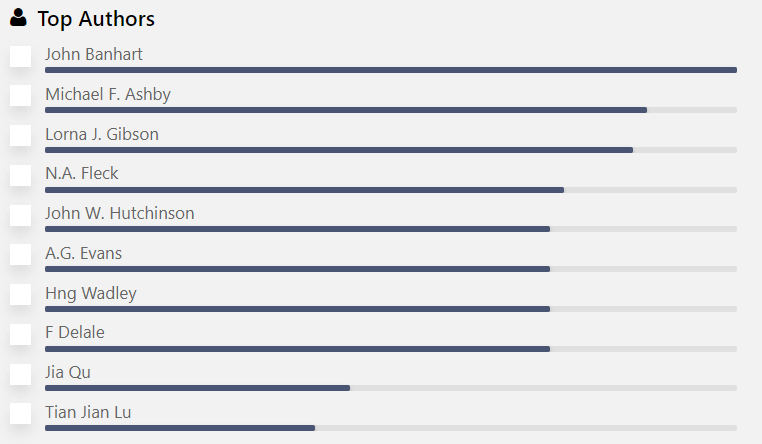 Top Authors
John Banhart
Michael F. Ashby
Lorna J. Gibson
N.A. Fleck
John W. Hutchinson
A.G. Evans
Hng Wadley
F Delale
Jia Qu
Tian Jian Lu